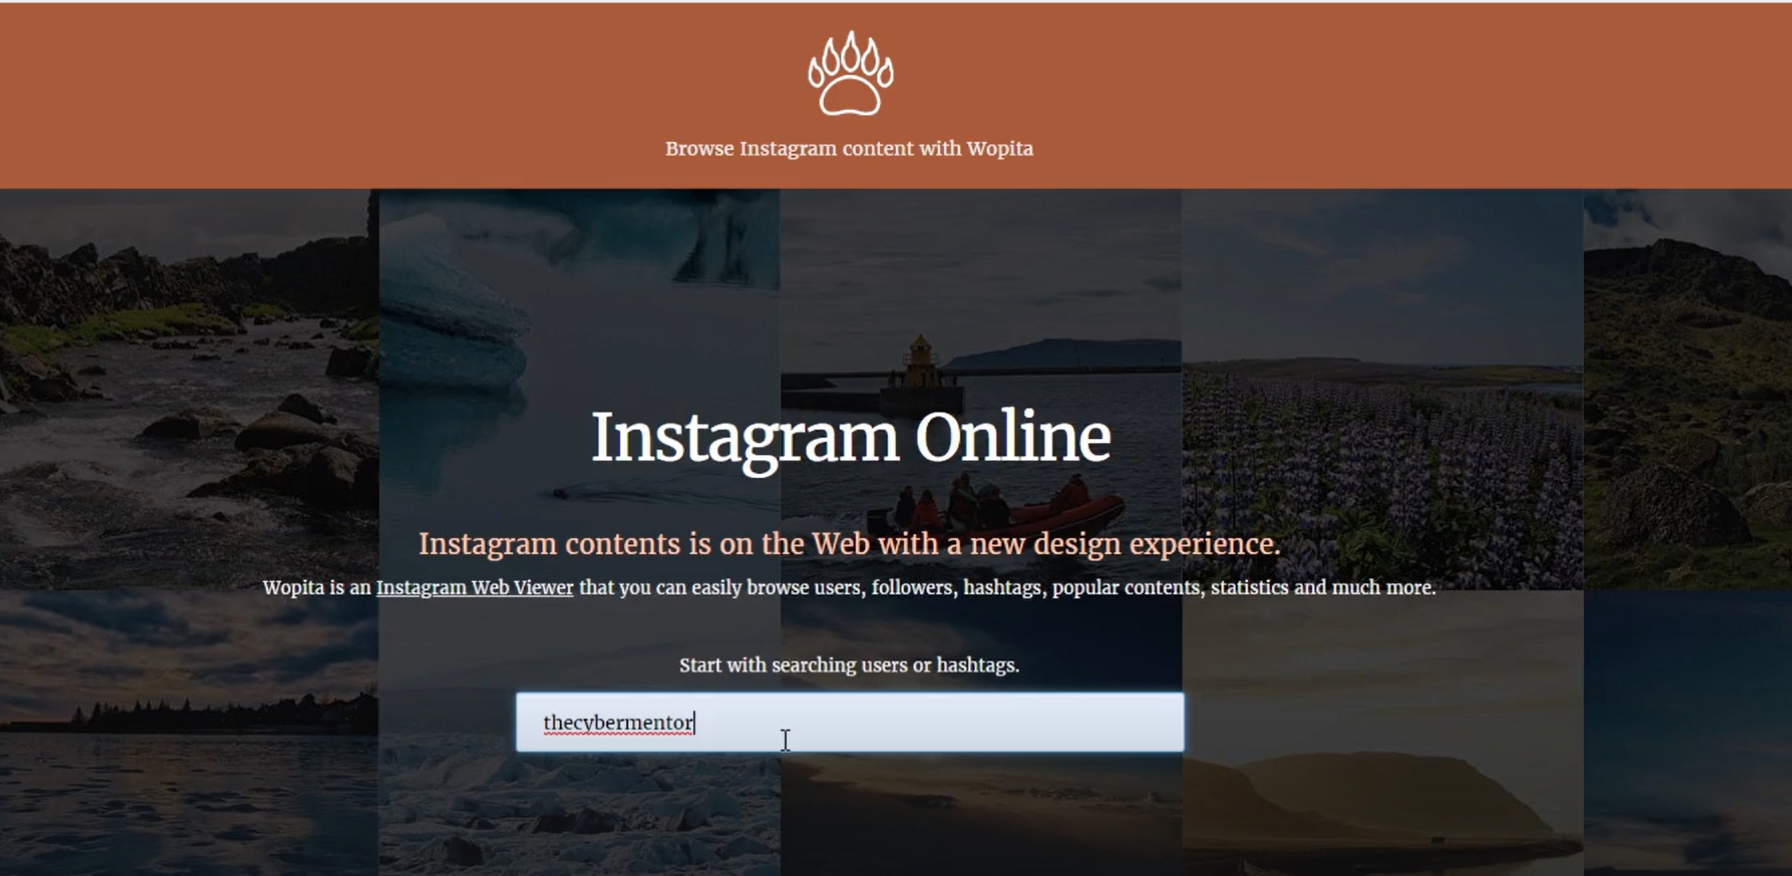 Browse Instagram content with Wopita
Instagram Online
Instagram contents is on the Web with a new design experience.
Wopita is an Instagram Web Viewer that you can easily browse users, followers, hashtags, popular contents, statistics and much more.
Start with searching users or hashtags.
thecybermentor